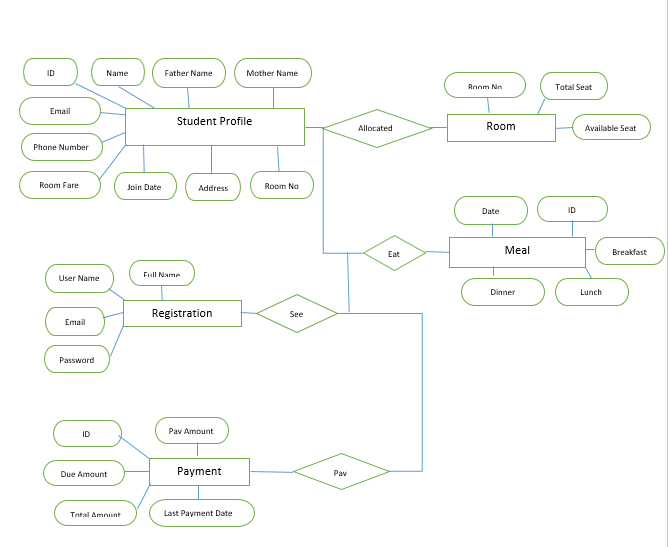 ID
Name
Father Name
Mother Name
Email
Student Profile
Phone Number
Room Fare
Join Date
Address
Room No
Allocated
Room No
Total Seat
Room
Available Seat
Date
ID
Eat
Meal
Breakfast
Dinner
Lunch
User Name
Full Name
Email
Registration
See
Password
ID
Pav Amount
Due Amount
Payment
Pav
Total Amount
Last Payment Date